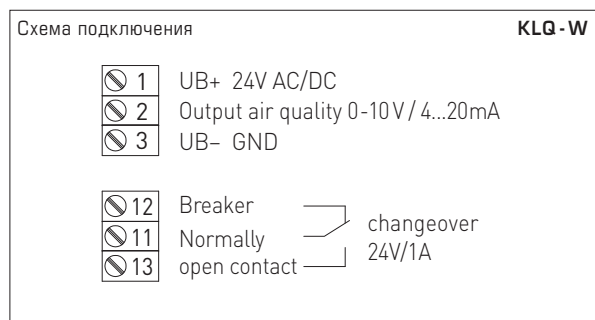 Схема подключения KLQ-W
1 UB+ 24V AC/DC
2 Output air quality 0-10V / 4...20mA
3 UB– GND
12 Breaker
11 Normally
13 open contact
changeover
24V/1A